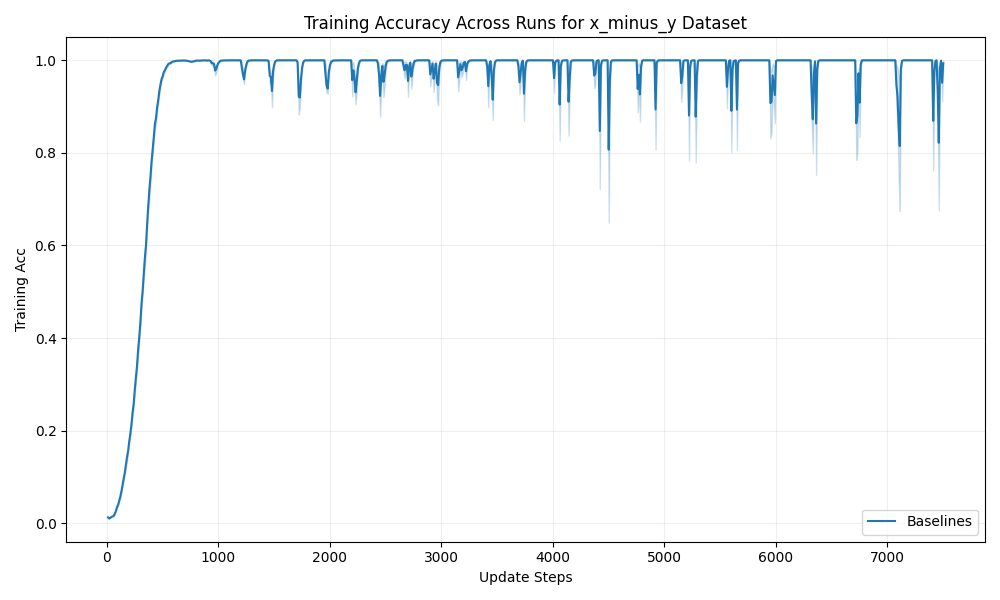 Training Accuracy Across Runs for x_minus_y Dataset
1.0
0.8
0.6
0.4
0.2
0.0
Training Acc
0 1000 2000 3000 4000 5000 6000 7000
Update Steps
Baselines